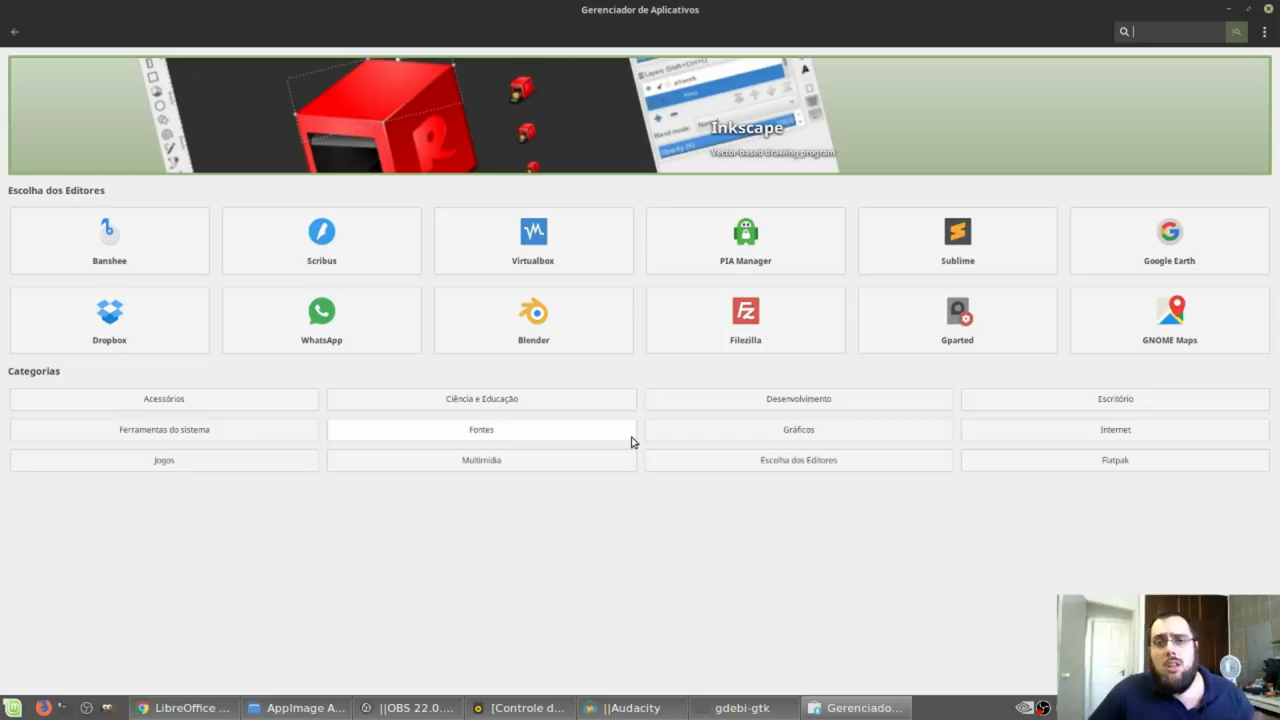 Gerenciador de Aplicativos
Inkscape
Vector-based drawing program
Escolha dos Editores
Banshee
Scribus
Virtualbox
PIA Manager
Sublime
Google Earth
Dropbox
WhatsApp
Blender
Filezilla
Gparted
GNOME Maps
Categorias
Acessórios
Ciência e Educação
Desenvolvimento
Escritório
Ferramentas do sistema
Fontes
Gráficos
Internet
Jogos
Multimídia
Escolha dos Editores
Flatpak
LibreOffice ...
AppImage A...
||OBS 22.0....
[Controle d...
||Audacity
gdebi-gtk
Gerenciado...